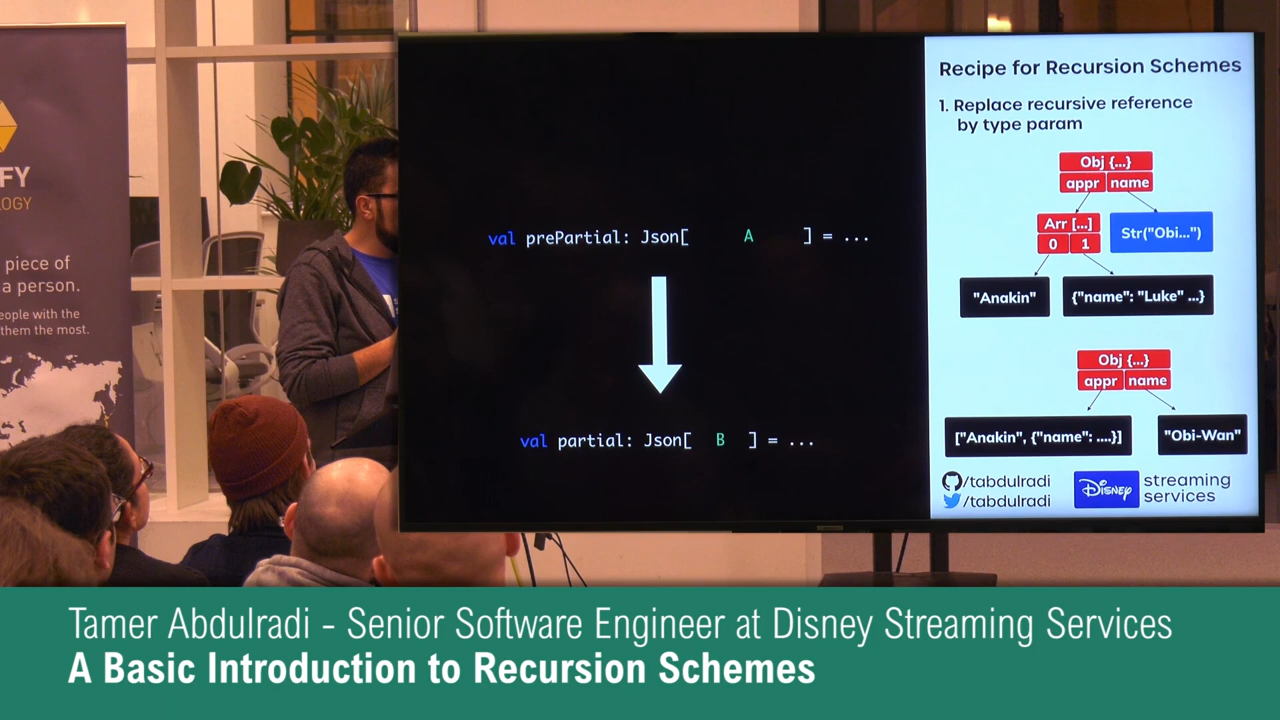 FY
LOGY
piece of
a person.
eople with the
them the most.
val prePartial: Json[ A ] = ...
val partial: Json[ B ] = ...
Recipe for Recursion Schemes
1. Replace recursive reference
by type param
Obj {...}
appr name
Arr [...]
0 1
Str("Obi...")
"Anakin"
{"name": "Luke" ...}
Obj {...}
appr name
["Anakin", {"name": ....}]
"Obi-Wan"
/tabdulradi
/tabdulradi
Disney
streaming
services
Tamer Abdulradi - Senior Software Engineer at Disney Streaming Services
A Basic Introduction to Recursion Schemes